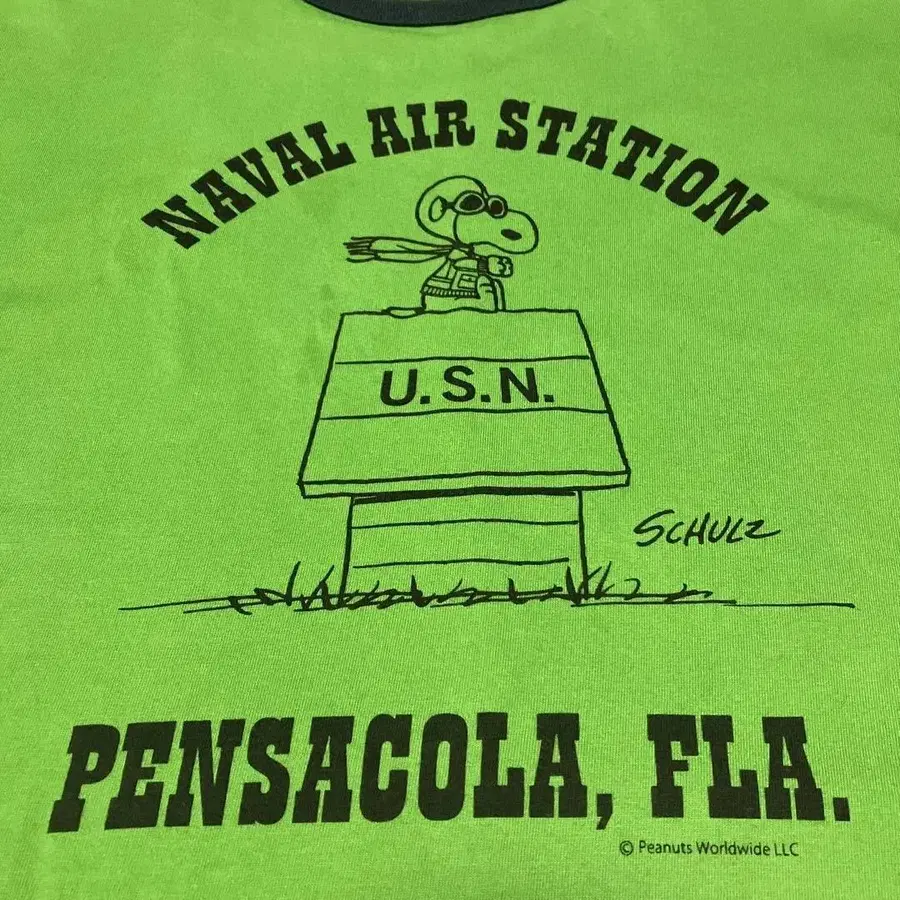 NAVAL AIR STATION
U.S.N.
SCHULZ
PENSACOLA, FLA.
© Peanuts Worldwide LLC